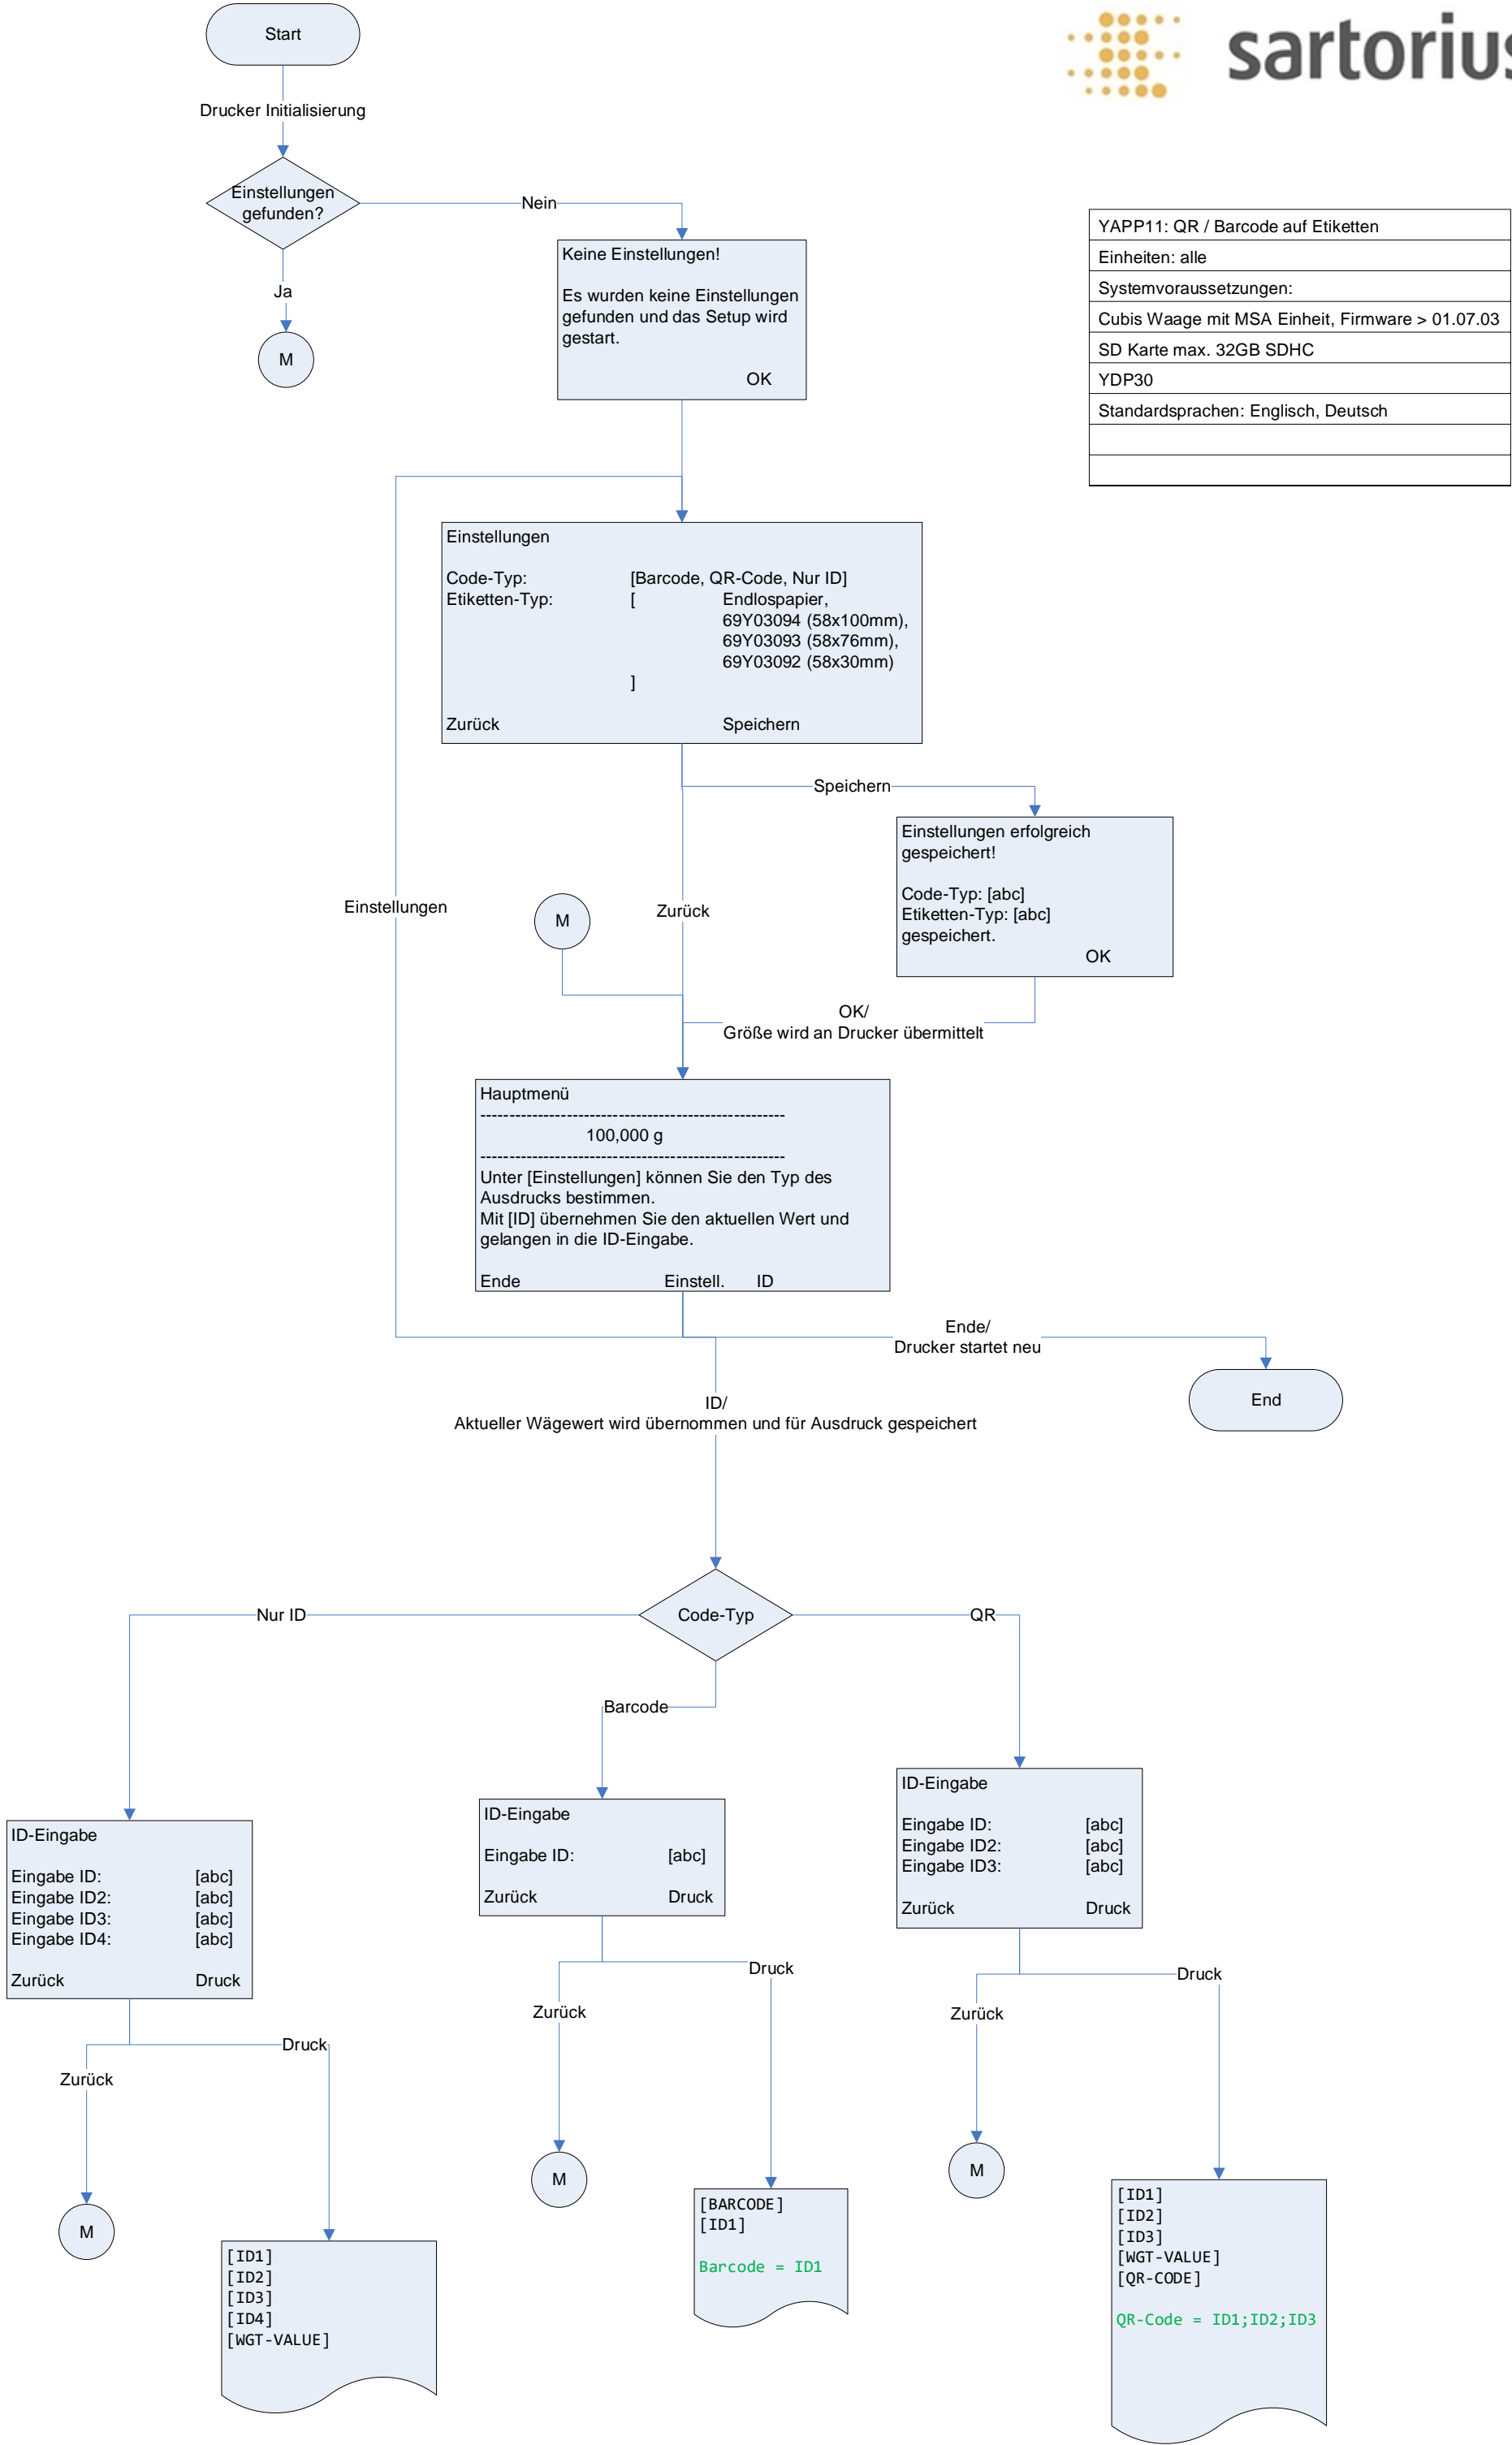 Start
sartorius
Drucker Initialisierung
Einstellungen
gefunden?
Nein
Ja
M
Keine Einstellungen!
Es wurden keine Einstellungen
gefunden und das Setup wird
gestart.
OK
YAPP11: QR / Barcode auf Etiketten
Einheiten: alle
Systemvoraussetzungen:
Cubis Waage mit MSA Einheit, Firmware > 01.07.03
SD Karte max. 32GB SDHC
YDP30
Standardsprachen: Englisch, Deutsch
Einstellungen
Code-Typ: [Barcode, QR-Code, Nur ID]
Etiketten-Typ: [ Endlospapier,
69Y03094 (58x100mm),
69Y03093 (58x76mm),
69Y03092 (58x30mm)
]
Zurück Speichern
Speichern
Einstellungen erfolgreich
gespeichert!
Code-Typ: [abc]
Etiketten-Typ: [abc]
gespeichert.
OK
Einstellungen
M
Zurück
OK/
Größe wird an Drucker übermittelt
Hauptmenü
-----------------------------------------------------
100,000 g
-----------------------------------------------------
Unter [Einstellungen] können Sie den Typ des
Ausdrucks bestimmen.
Mit [ID] übernehmen Sie den aktuellen Wert und
gelangen in die ID-Eingabe.
Ende Einstell. ID
Ende/
Drucker startet neu
End
ID/
Aktueller Wägewert wird übernommen und für Ausdruck gespeichert
Code-Typ
Nur ID
QR
Barcode
ID-Eingabe
Eingabe ID: [abc]
Eingabe ID2: [abc]
Eingabe ID3: [abc]
Eingabe ID4: [abc]
Zurück Druck
ID-Eingabe
Eingabe ID: [abc]
Zurück Druck
ID-Eingabe
Eingabe ID: [abc]
Eingabe ID2: [abc]
Eingabe ID3: [abc]
Zurück Druck
Zurück
Druck
M
[ID1]
[ID2]
[ID3]
[ID4]
[WGT-VALUE]
Zurück
Druck
M
[BARCODE]
[ID1]
Barcode = ID1
Zurück
Druck
M
[ID1]
[ID2]
[ID3]
[WGT-VALUE]
[QR-CODE]
QR-Code = ID1;ID2;ID3